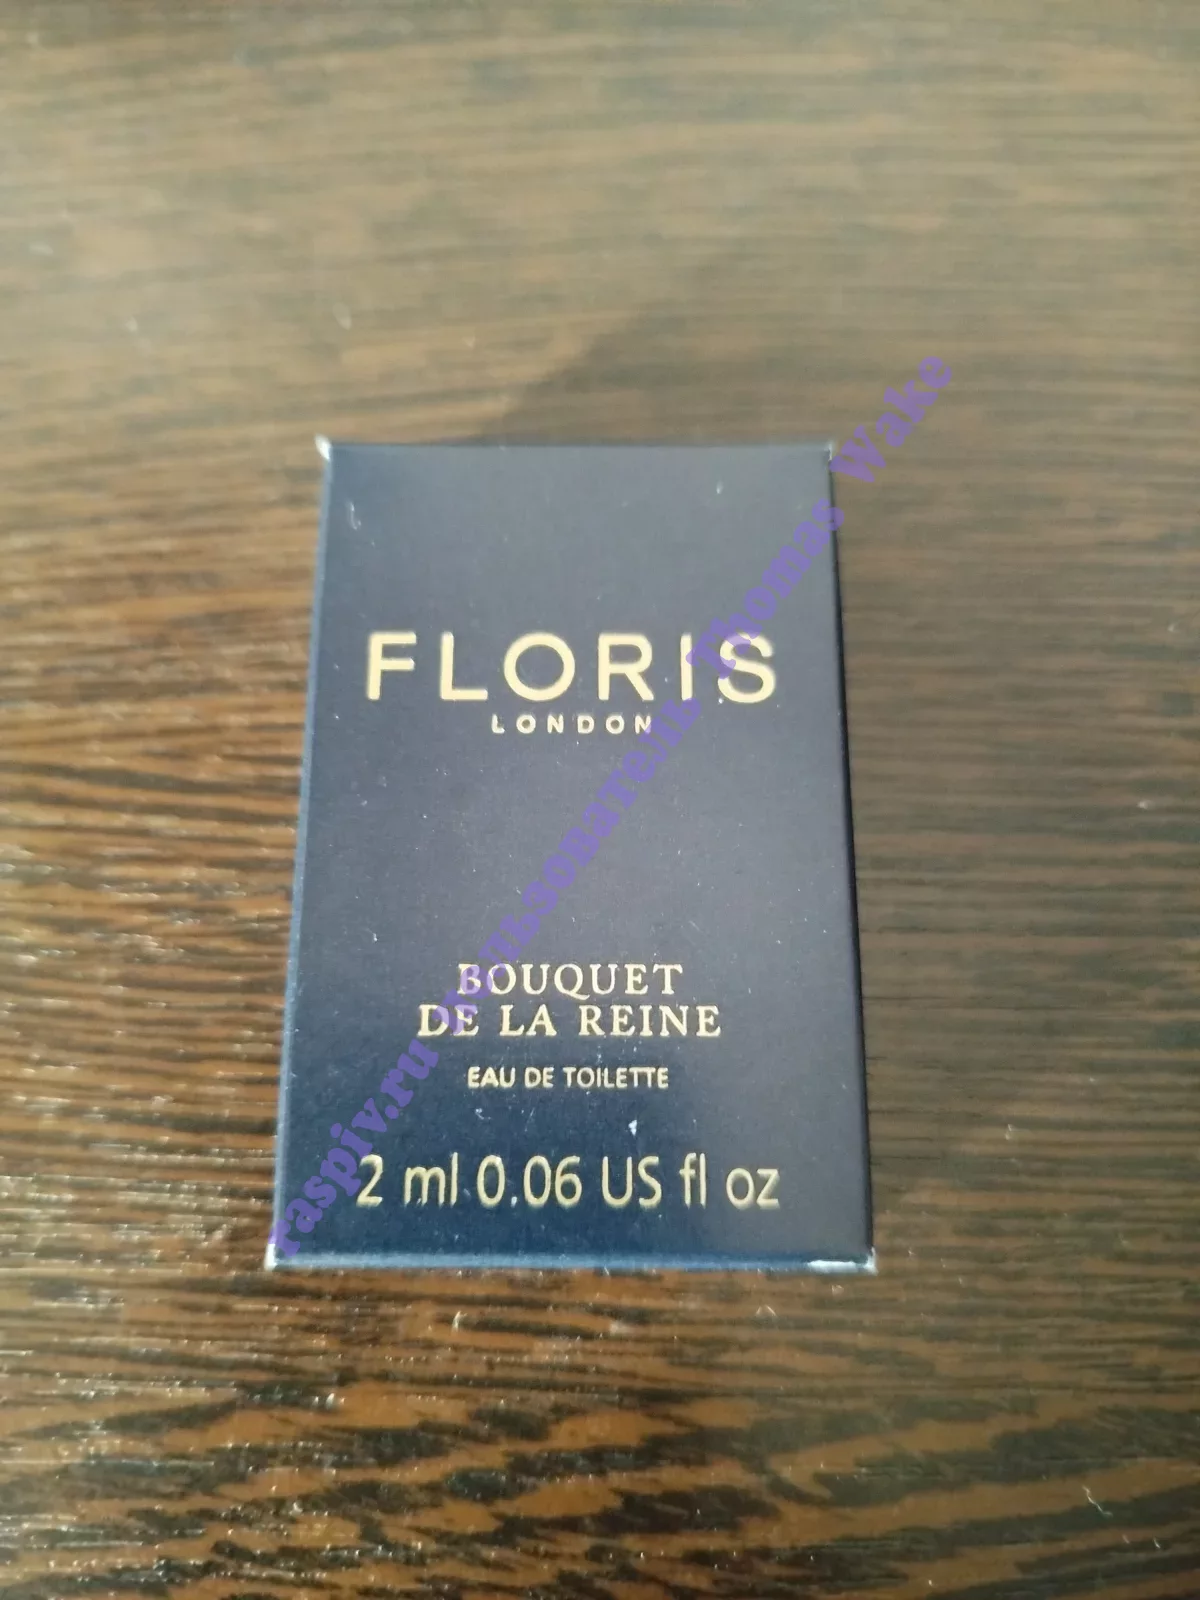 FLORIS
LONDON
BOUQUET
DE LA REINE
EAU DE TOILETTE
2 ml 0.06 US fl oz
raspiv.ru пользователь Thomas Wake